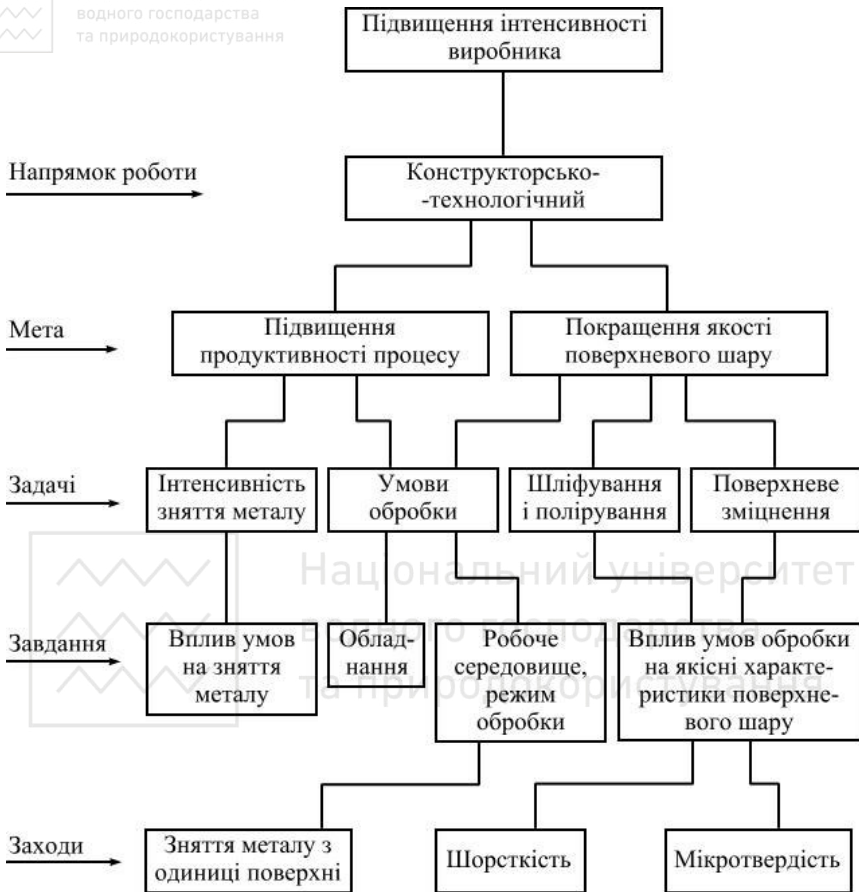 водного господарства
та природокористування
Підвищення інтенсивності
виробника
Напрямок роботи
Конструкторсько-
-технологічний
Мета
Підвищення
продуктивності процесу
Покращення якості
поверхневого шару
Задачі
Інтенсивність
зняття металу
Умови
обробки
Шліфування
і полірування
Поверхневе
зміцнення
Національний університет
водного господарства
та природокористування
Завдання
Вплив умов
на зняття
металу
Облад-
нання
Робоче
середовище,
режим
обробки
Вплив умов обробки
на якісні характе-
ристики поверхне-
вого шару
Заходи
Зняття металу з
одиниці поверхні
Шорсткість
Мікротвердість